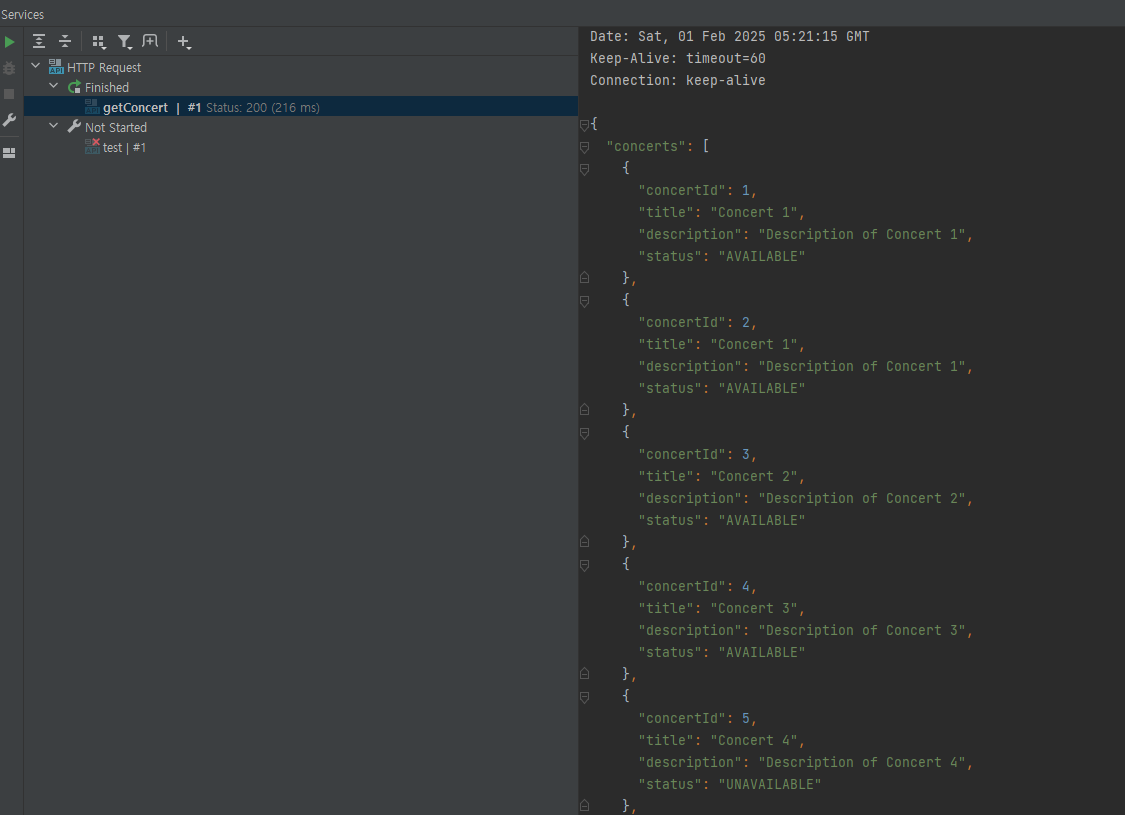 Services
HTTP Request
Finished
getConcert | #1 Status: 200 (216 ms)
Not Started
test | #1
Date: Sat, 01 Feb 2025 05:21:15 GMT
Keep-Alive: timeout=60
Connection: keep-alive
{
"concerts": [
{
"concertId": 1,
"title": "Concert 1",
"description": "Description of Concert 1",
"status": "AVAILABLE"
},
{
"concertId": 2,
"title": "Concert 1",
"description": "Description of Concert 1",
"status": "AVAILABLE"
},
{
"concertId": 3,
"title": "Concert 2",
"description": "Description of Concert 2",
"status": "AVAILABLE"
},
{
"concertId": 4,
"title": "Concert 3",
"description": "Description of Concert 3",
"status": "AVAILABLE"
},
{
"concertId": 5,
"title": "Concert 4",
"description": "Description of Concert 4",
"status": "UNAVAILABLE"
},